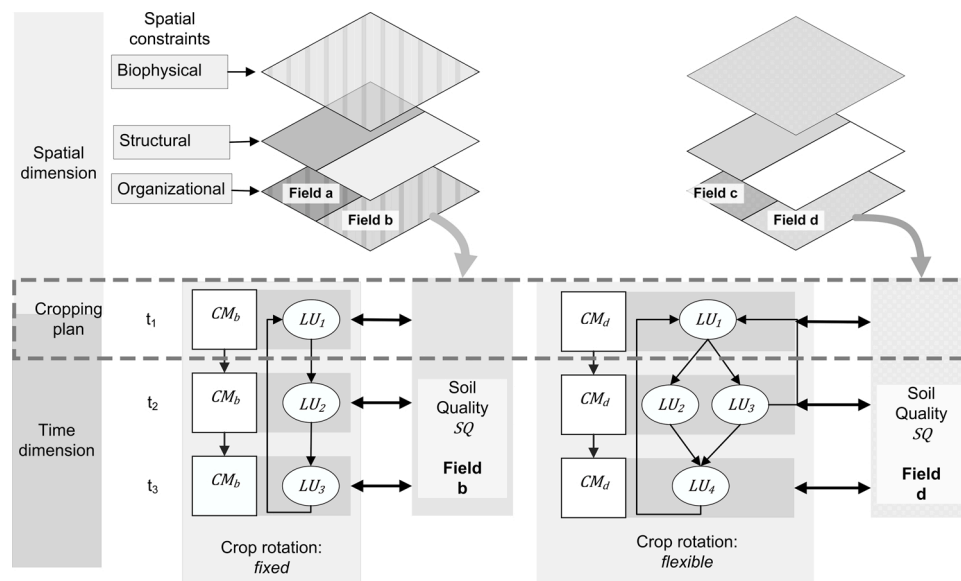 Spatial
constraints
Biophysical
Structural
Organizational
Spatial
dimension
Field a
Field b
Field c
Field d
Cropping
plan
Time
dimension
t1
t2
t3
CMb
LU1
CMb
LU2
CMb
LU3
Crop rotation:
fixed
Soil
Quality
SQ
Field
b
CMd
LU1
CMd
LU2
LU3
CMd
LU4
Crop rotation:
flexible
Soil
Quality
SQ
Field
d